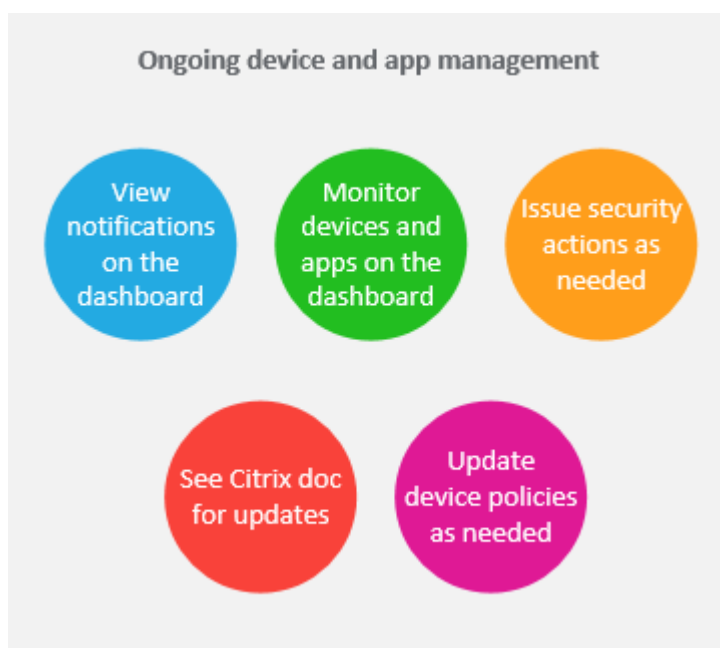 Ongoing device and app management
View
notifications
on the
dashboard
Monitor
devices and
apps on the
dashboard
Issue security
actions as
needed
See Citrix doc
for updates
Update
device policies
as needed